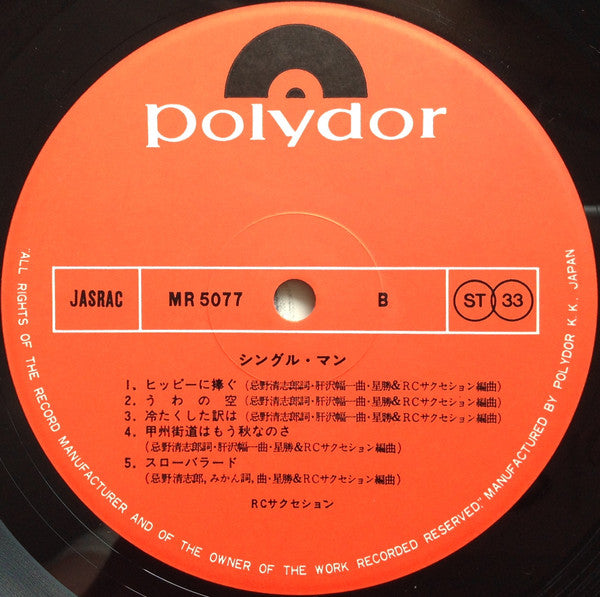 polydor
JASRAC MR 5077 B ST 33
シングル・マン
1. ヒッピーに捧ぐ (忌野清志郎詞・肝沢幅一曲・星勝&RCサクセション編曲)
2. うわの空 (忌野清志郎詞・肝沢幅一曲・星勝&RCサクセション編曲)
3. 冷たくした訳は (忌野清志郎詞・肝沢幅一曲・星勝&RCサクセション編曲)
4. 甲州街道はもう秋なのさ
(忌野清志郎詞・肝沢幅一曲・星勝&RCサクセション編曲)
5. スローバラード
(忌野清志郎, みかん詞, 曲・星勝&RCサクセション編曲)
RCサクセション
"ALL RIGHTS OF THE RECORD MANUFACTURER AND OF THE OWNER OF THE WORK RECORDED RESERVED." MANUFACTURED BY POLYDOR K.K. JAPAN